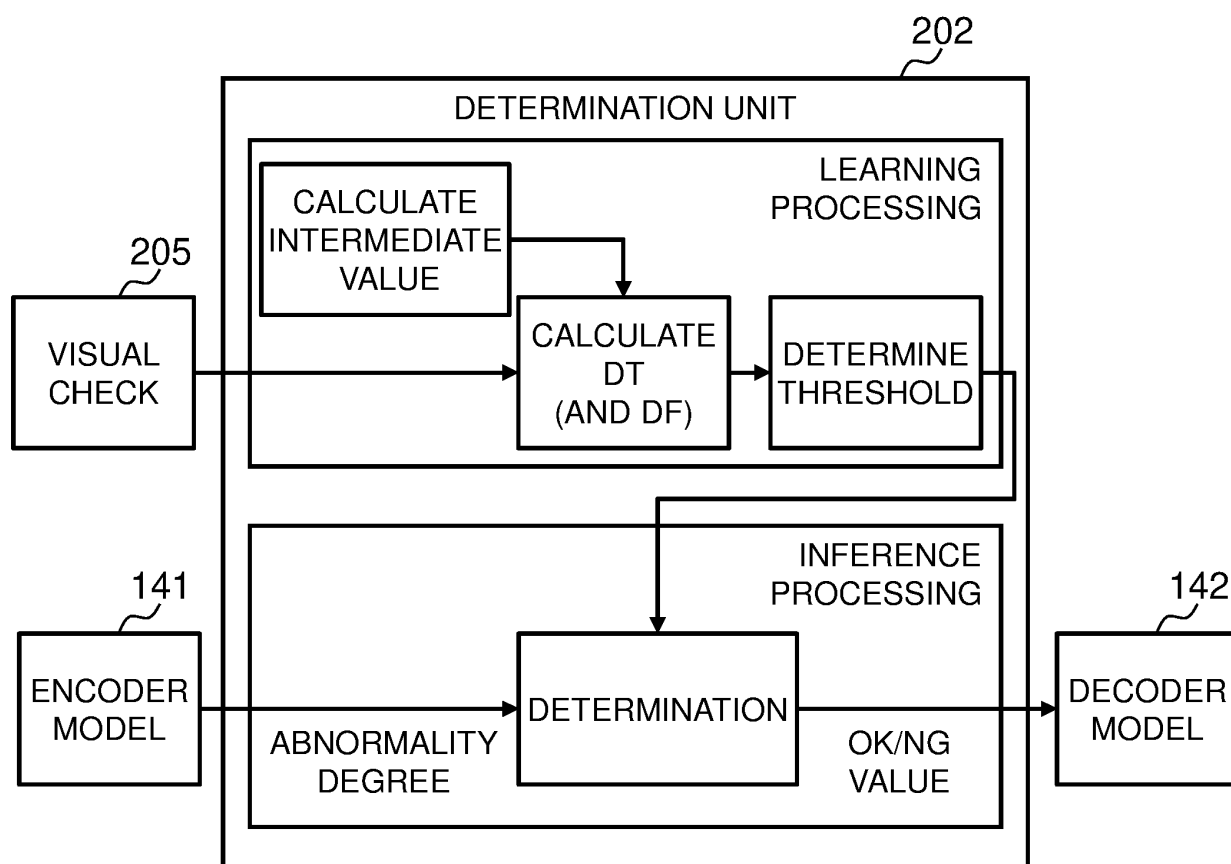 202
DETERMINATION UNIT
LEARNING
PROCESSING
CALCULATE
INTERMEDIATE
VALUE
205
VISUAL
CHECK
CALCULATE
DT
(AND DF)
DETERMINE
THRESHOLD
INFERENCE
PROCESSING
141
ENCODER
MODEL
ABNORMALITY
DEGREE
DETERMINATION
OK/NG
VALUE
142
DECODER
MODEL